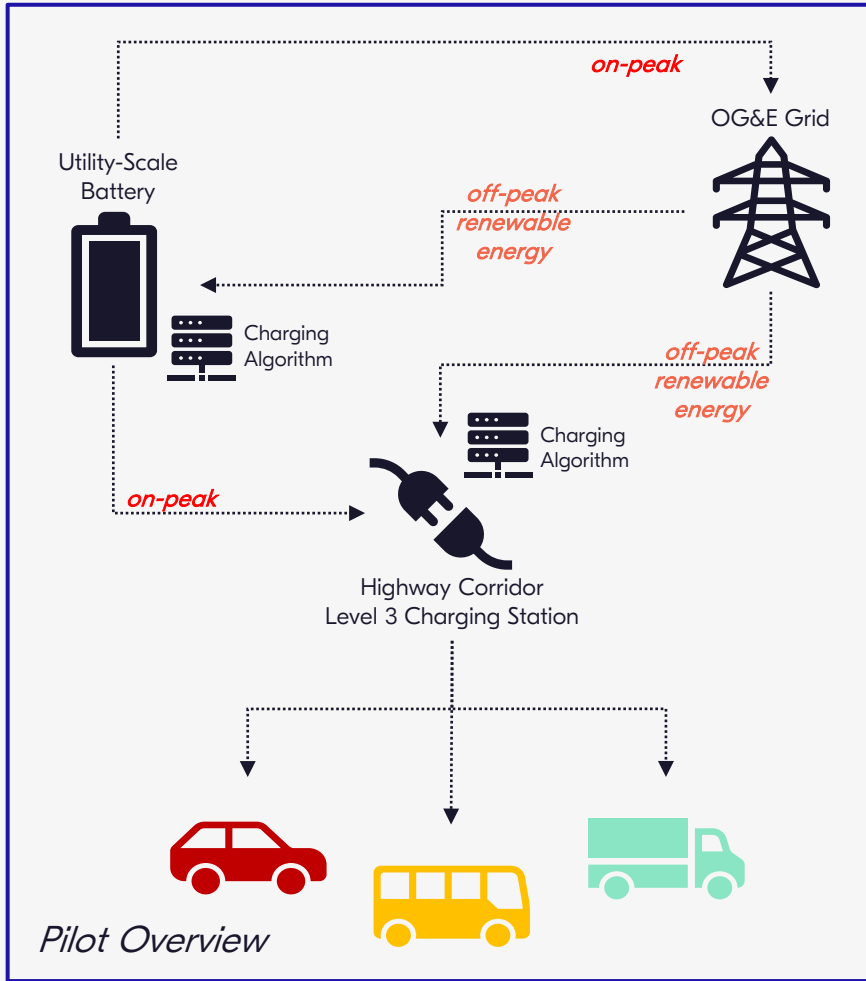 on-peak
OG&E Grid
Utility-Scale
Battery
off-peak
renewable
energy
Charging
Algorithm
off-peak
renewable
energy
Charging
Algorithm
on-peak
Highway Corridor
Level 3 Charging Station
Pilot Overview